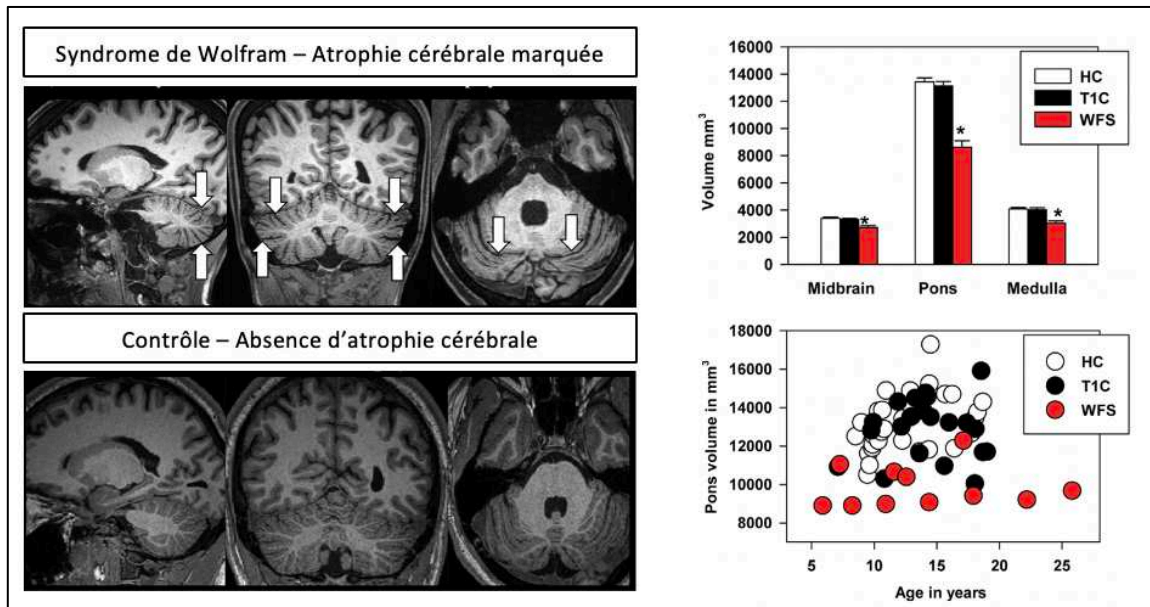 Syndrome de Wolfram – Atrophie cérébrale marquée
Contrôle – Absence d'atrophie cérébrale
Volume mm³
16000
14000
12000
10000
8000
6000
4000
2000
0
*
*
*
Midbrain Pons Medulla
HC
T1C
WFS
Pons volume in mm³
18000
16000
14000
12000
10000
8000
5 10 15 20 25
Age in years
HC
T1C
WFS